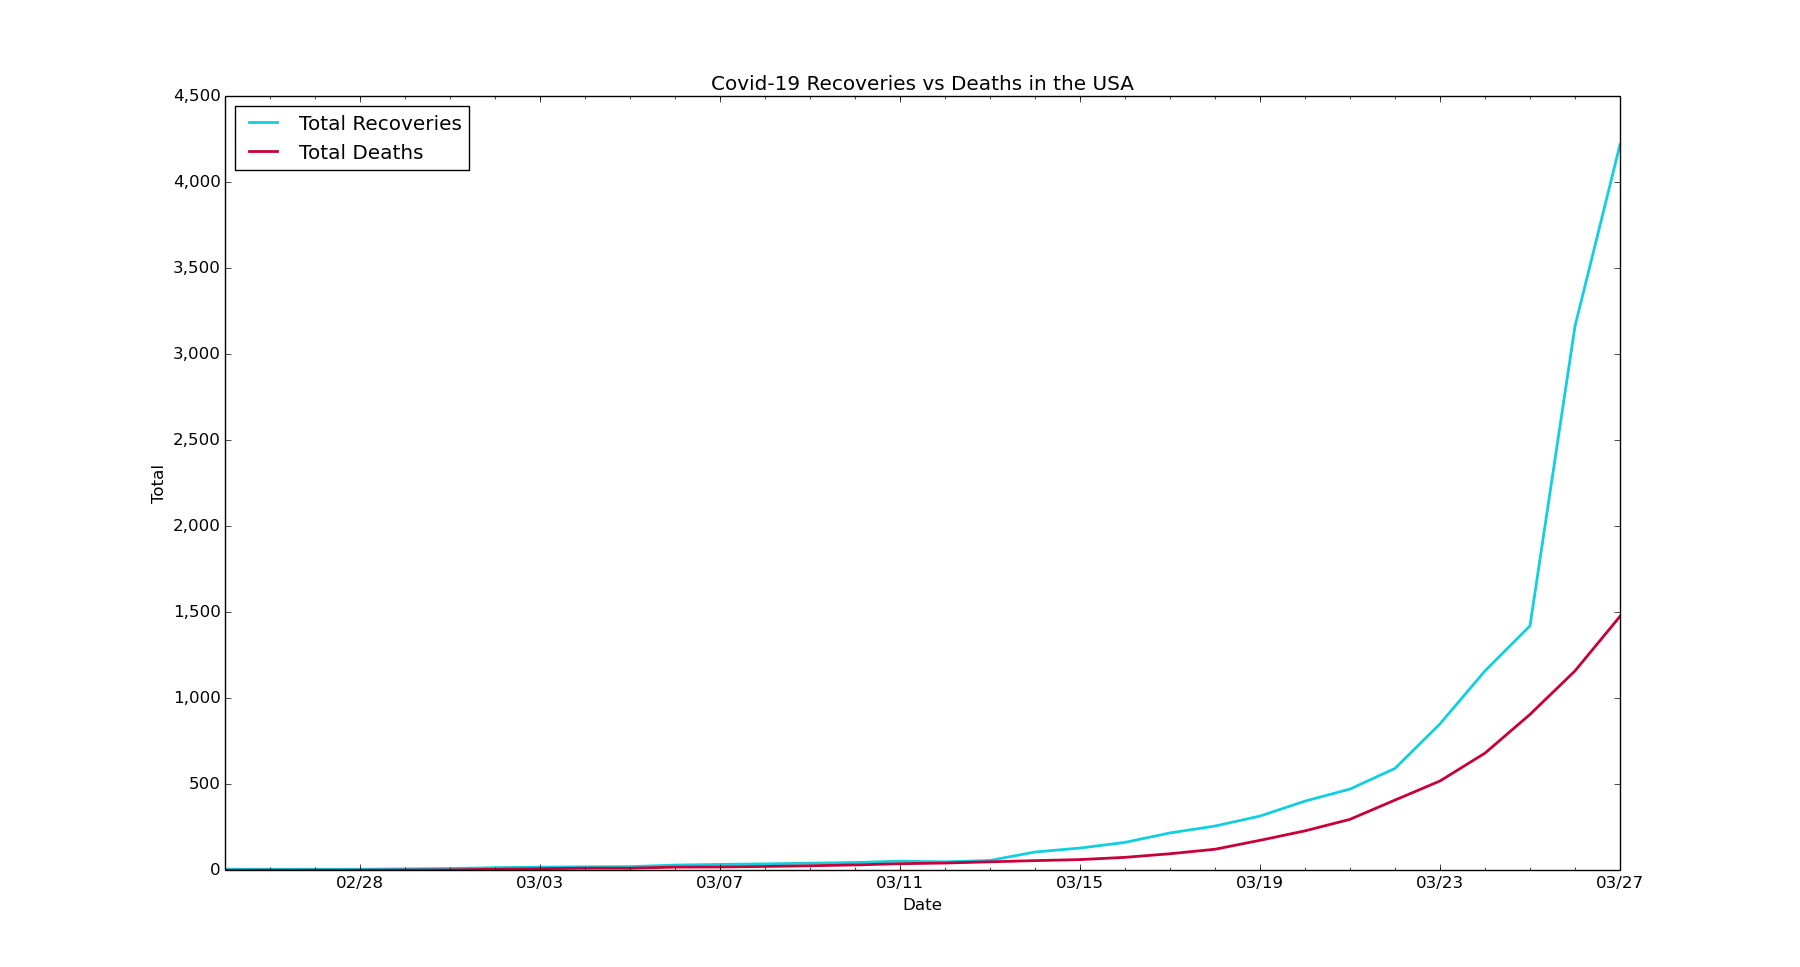 Covid-19 Recoveries vs Deaths in the USA
Total Recoveries
Total Deaths
4,500
4,000
3,500
3,000
2,500
2,000
1,500
1,000
500
0
Total
02/28 03/03 03/07 03/11 03/15 03/19 03/23 03/27
Date